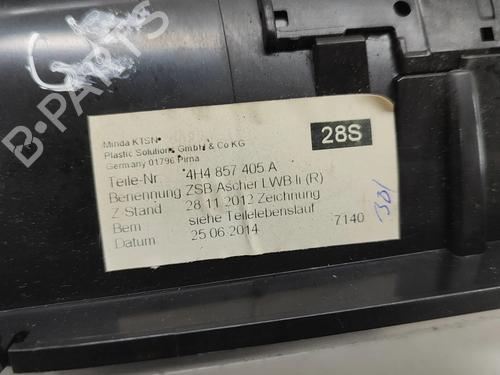 B-PARTS
Minda KTSN
Plastic Solutions GmbH & Co KG
Germany 01796 Pirna
28S
Teile-Nr. 4H4 857 405 A
Benennung ZSB Ascher LWB li (R)
Z-Stand 28.11.2012 Zeichnung
Bem siehe Teilelebenslauf
Datum 25.06.2014
7140
301